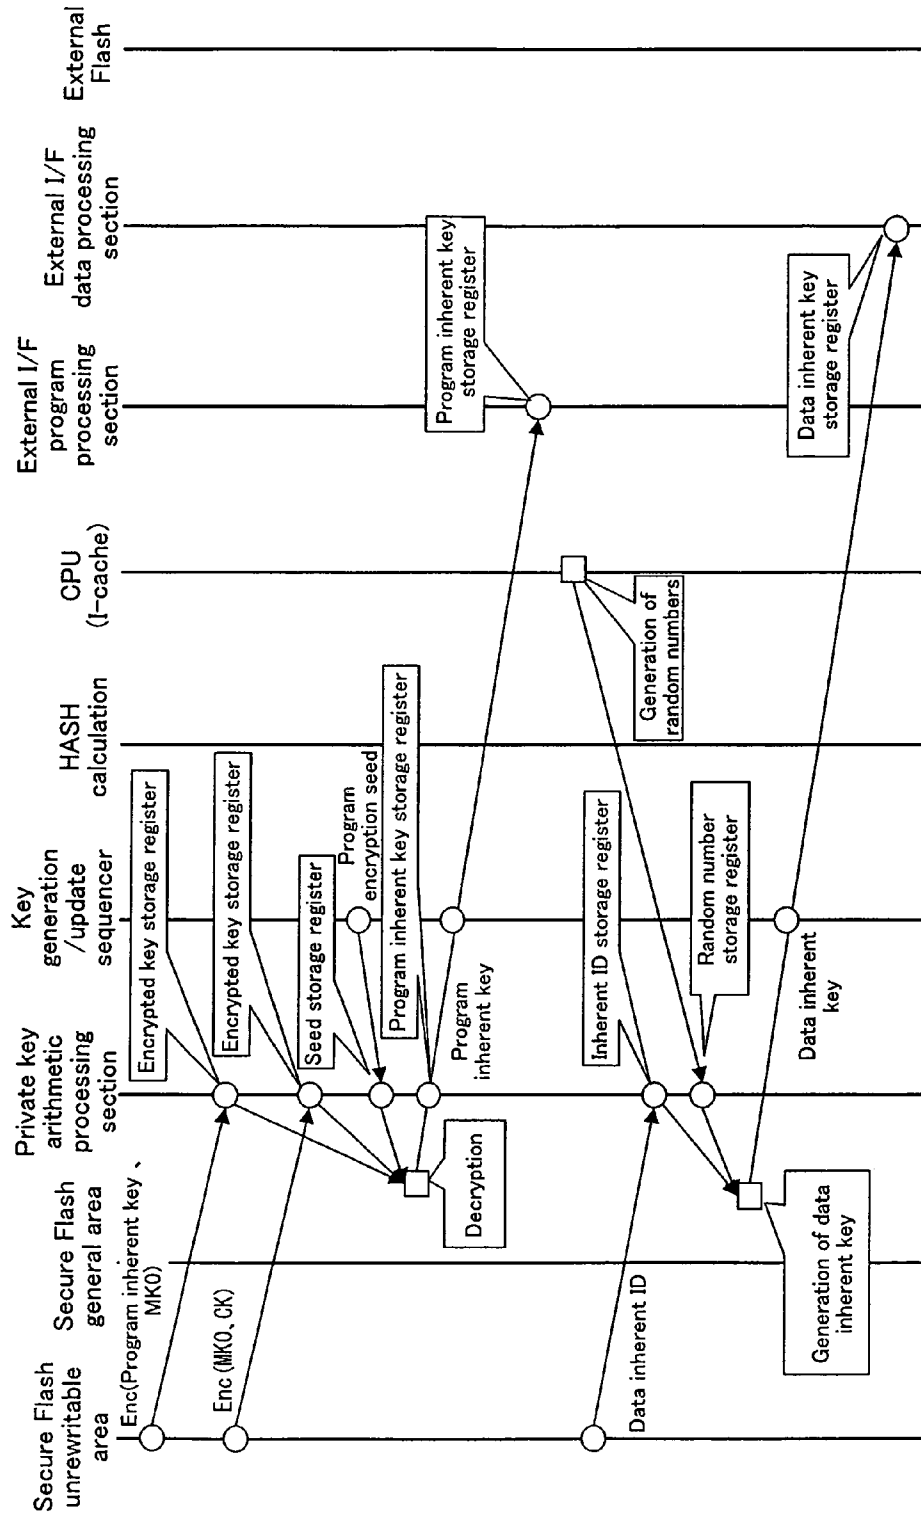 Secure Flash
unwritable
area
Secure Flash
general area
Private key
arithmetic
processing
section
Key
generation
/update
sequencer
HASH
calculation
CPU
(I-cache)
External I/F
program
processing
section
External I/F
data processing
section
External
Flash
Enc(Program inherent key、
MK0)
Encrypted key storage register
Enc(MK0、CK)
Encrypted key storage register
Seed storage register
Program
encryption seed
Program inherent key storage register
Decryption
Program
inherent key
Program inherent key
storage register
Generation of
random numbers
Data inherent ID
Inherent ID storage register
Random number
storage register
Generation of data
inherent key
Data inherent
key
Data inherent key
storage register